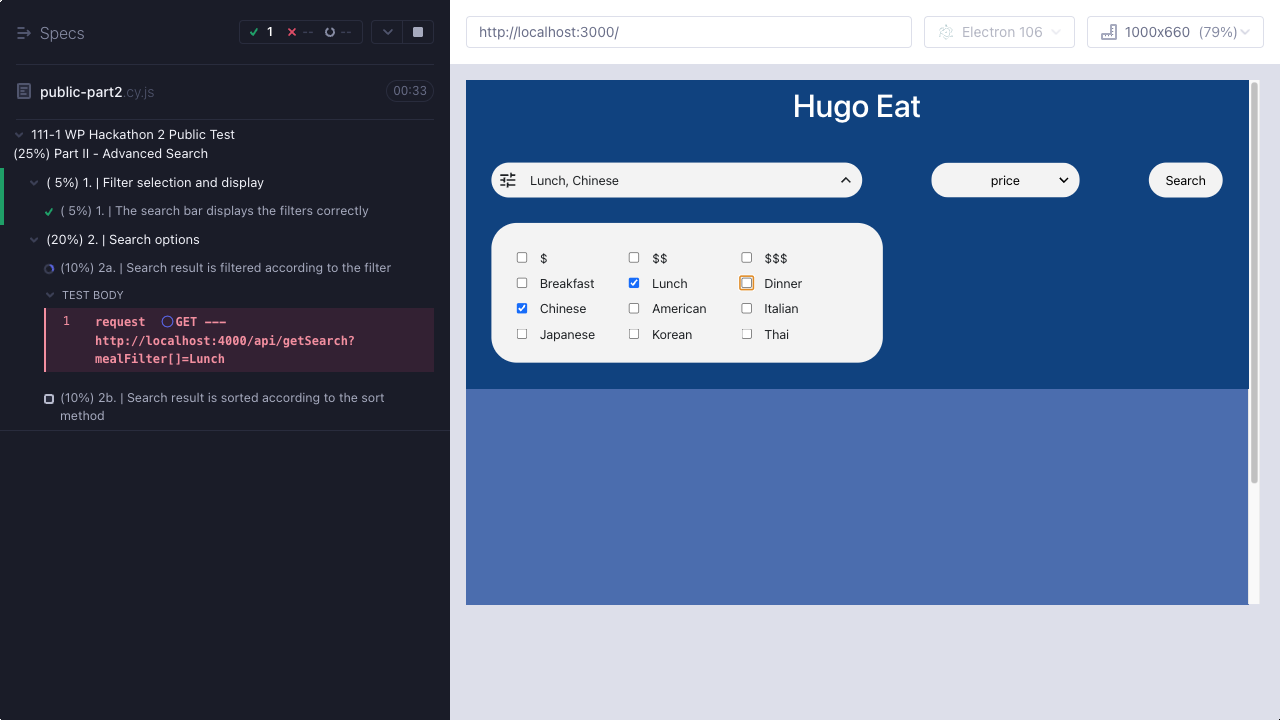 Specs
1
--
--
http://localhost:3000/
Electron 106
1000x660 (79%)
public-part2.cy.js
00:33
111-1 WP Hackathon 2 Public Test
(25%) Part II - Advanced Search
( 5%) 1. | Filter selection and display
( 5%) 1. | The search bar displays the filters correctly
(20%) 2. | Search options
(10%) 2a. | Search result is filtered according to the filter
TEST BODY
1 request GET ---
http://localhost:4000/api/getSearch?
mealFilter[]=Lunch
(10%) 2b. | Search result is sorted according to the sort
method
Hugo Eat
Lunch, Chinese
price
Search
$ $$ $$$
Breakfast Lunch Dinner
Chinese American Italian
Japanese Korean Thai